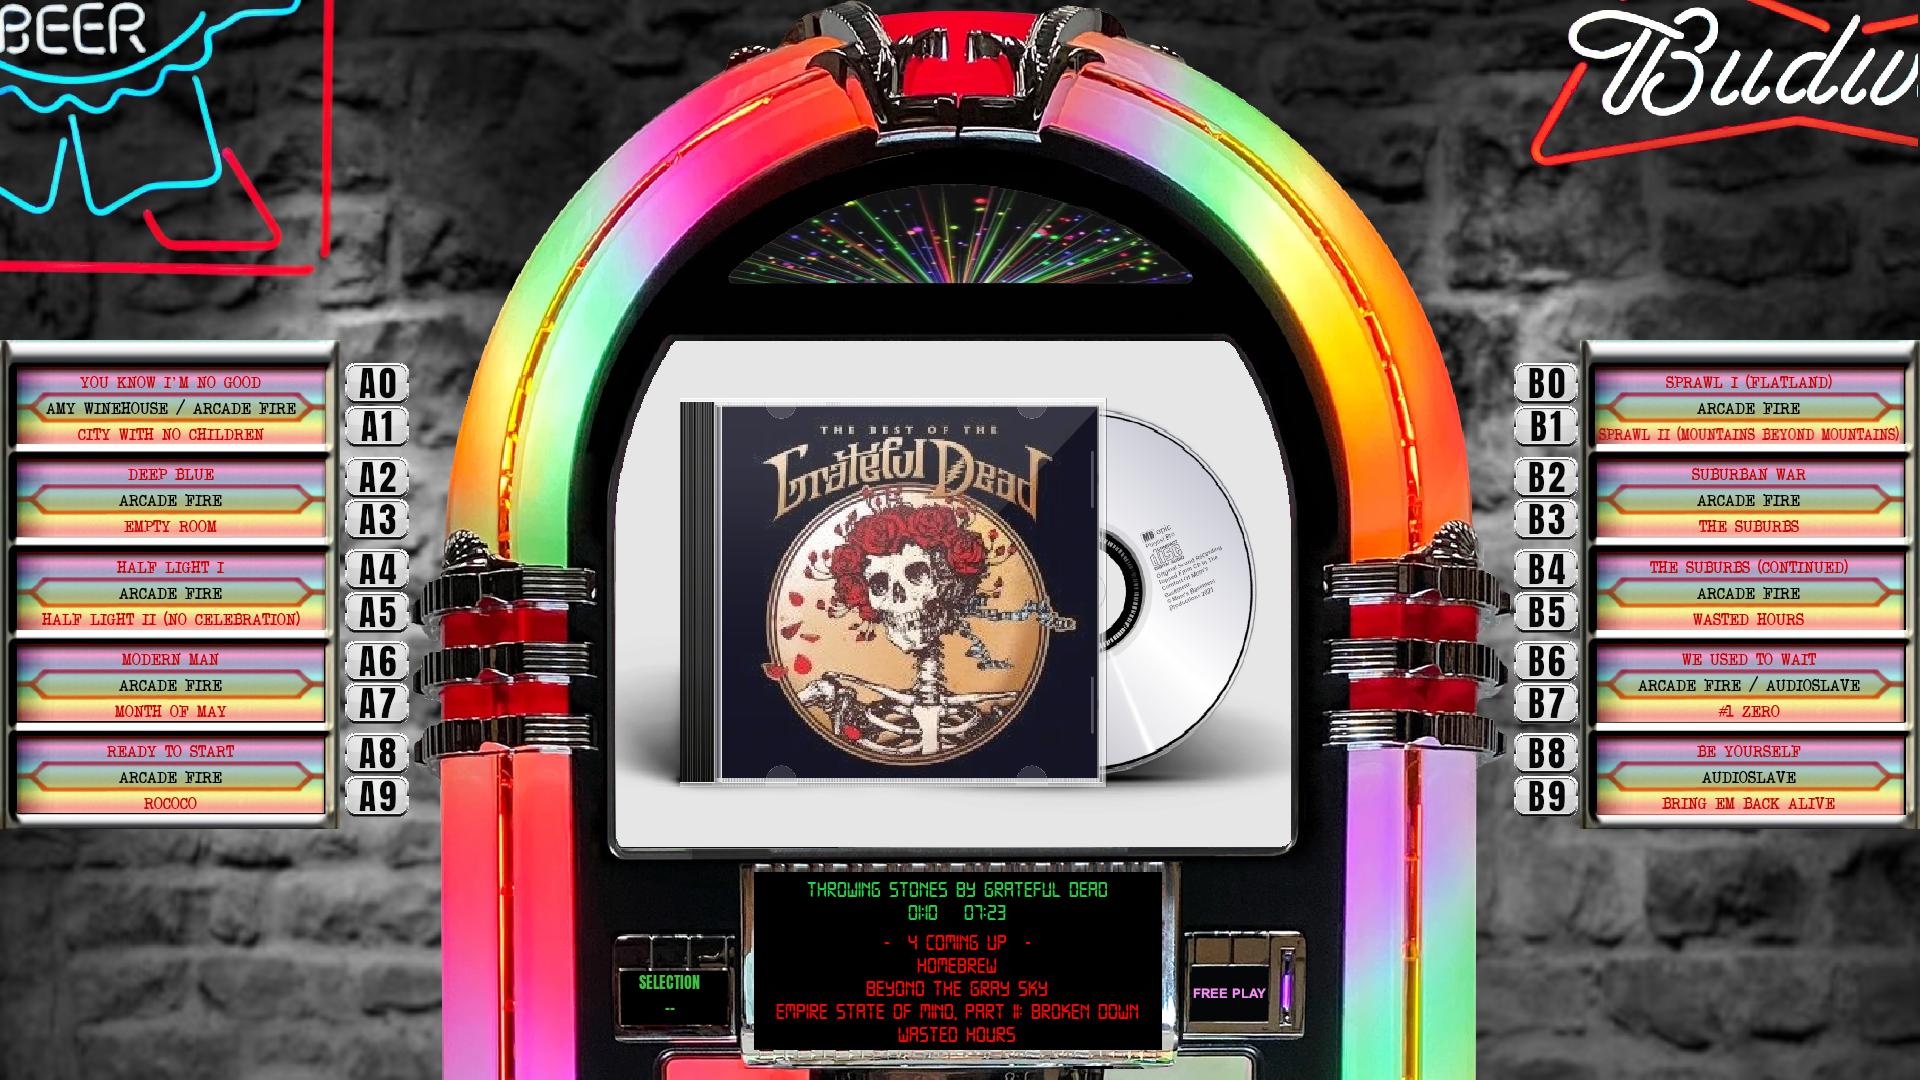 BEER
Budw
YOU KNOW I'M NO GOOD
AMY WINEHOUSE / ARCADE FIRE
CITY WITH NO CHILDREN
A0
A1
DEEP BLUE
ARCADE FIRE
EMPTY ROOM
A2
A3
HALF LIGHT I
ARCADE FIRE
HALF LIGHT II (NO CELEBRATION)
A4
A5
MODERN MAN
ARCADE FIRE
MONTH OF MAY
A6
A7
READY TO START
ARCADE FIRE
ROCOCO
A8
A9
THE BEST OF THE
Grateful Dead
B0
B1
SPRAWL I (FLATLAND)
ARCADE FIRE
SPRAWL II (MOUNTAINS BEYOND MOUNTAINS)
B2
B3
SUBURBAN WAR
ARCADE FIRE
THE SUBURBS
B4
B5
THE SUBURBS (CONTINUED)
ARCADE FIRE
WASTED HOURS
B6
B7
WE USED TO WAIT
ARCADE FIRE / AUDIOSLAVE
#1 ZERO
B8
B9
BE YOURSELF
AUDIOSLAVE
BRING EM BACK ALIVE
THROWING STONES BY GRATEFUL DEAD
01:10 07:23
- 4 COMING UP -
HOMEBREW
BEYOND THE GRAY SKY
EMPIRE STATE OF MIND, PART II: BROKEN DOWN
WASTED HOURS
SELECTION
--
FREE PLAY